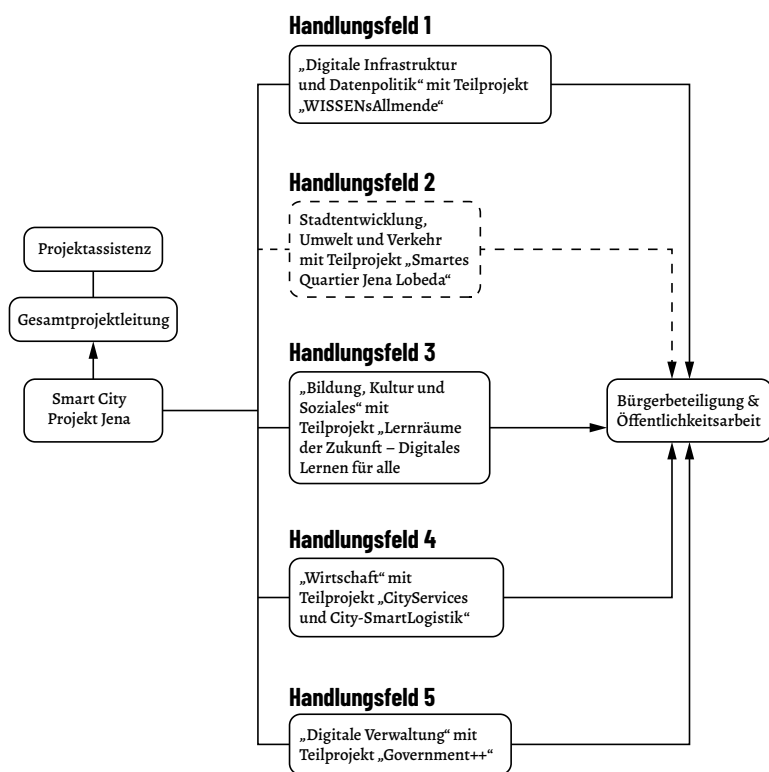 Handlungsfeld 1
„Digitale Infrastruktur
und Datenpolitik“ mit Teilprojekt
„WISSENsAllmende“
Handlungsfeld 2
Stadtentwicklung,
Umwelt und Verkehr
mit Teilprojekt „Smartes
Quartier Jena Lobeda“
Projektassistenz
Gesamtprojektleitung
Smart City
Projekt Jena
Handlungsfeld 3
„Bildung, Kultur und
Soziales“ mit
Teilprojekt „Lernräume
der Zukunft – Digitales
Lernen für alle
Bürgerbeteiligung &
Öffentlichkeitsarbeit
Handlungsfeld 4
„Wirtschaft“ mit
Teilprojekt „CityServices
und City-SmartLogistik“
Handlungsfeld 5
„Digitale Verwaltung“ mit
Teilprojekt „Government++“